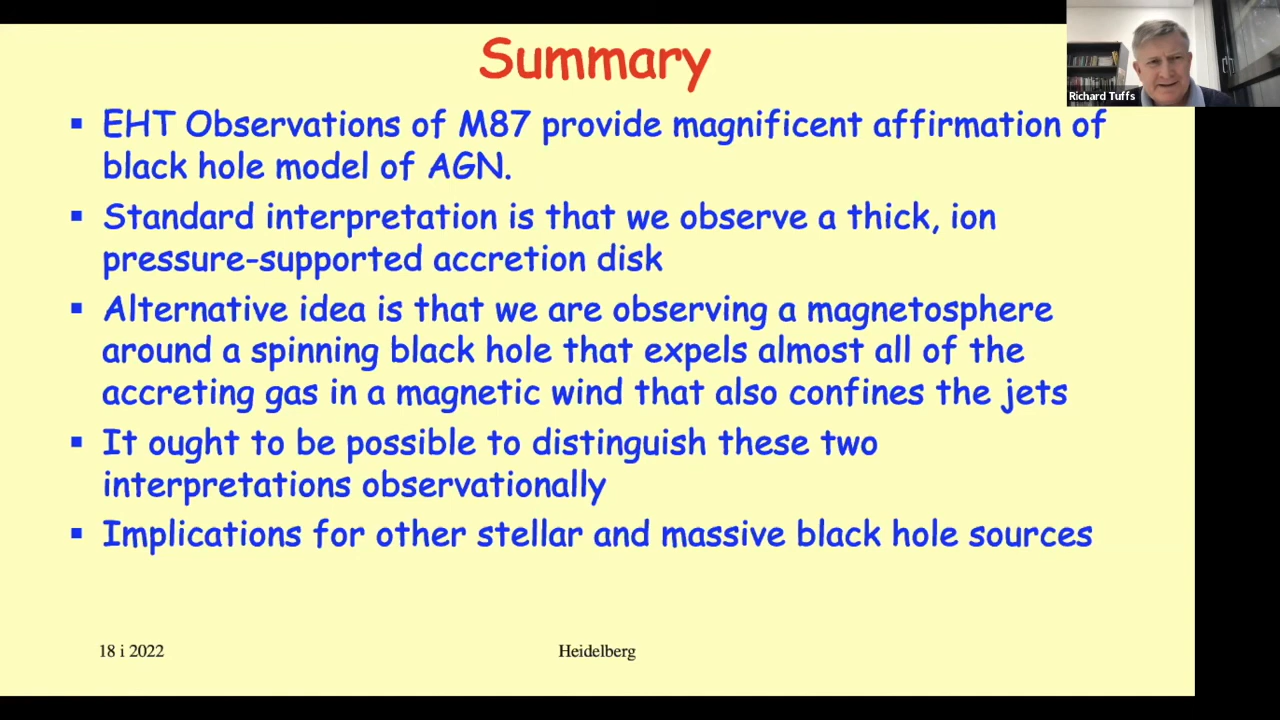 Summary
Richard Tuffs
▪ EHT Observations of M87 provide magnificent affirmation of
black hole model of AGN.
▪ Standard interpretation is that we observe a thick, ion
pressure-supported accretion disk
▪ Alternative idea is that we are observing a magnetosphere
around a spinning black hole that expels almost all of the
accreting gas in a magnetic wind that also confines the jets
▪ It ought to be possible to distinguish these two
interpretations observationally
▪ Implications for other stellar and massive black hole sources
18 i 2022 Heidelberg